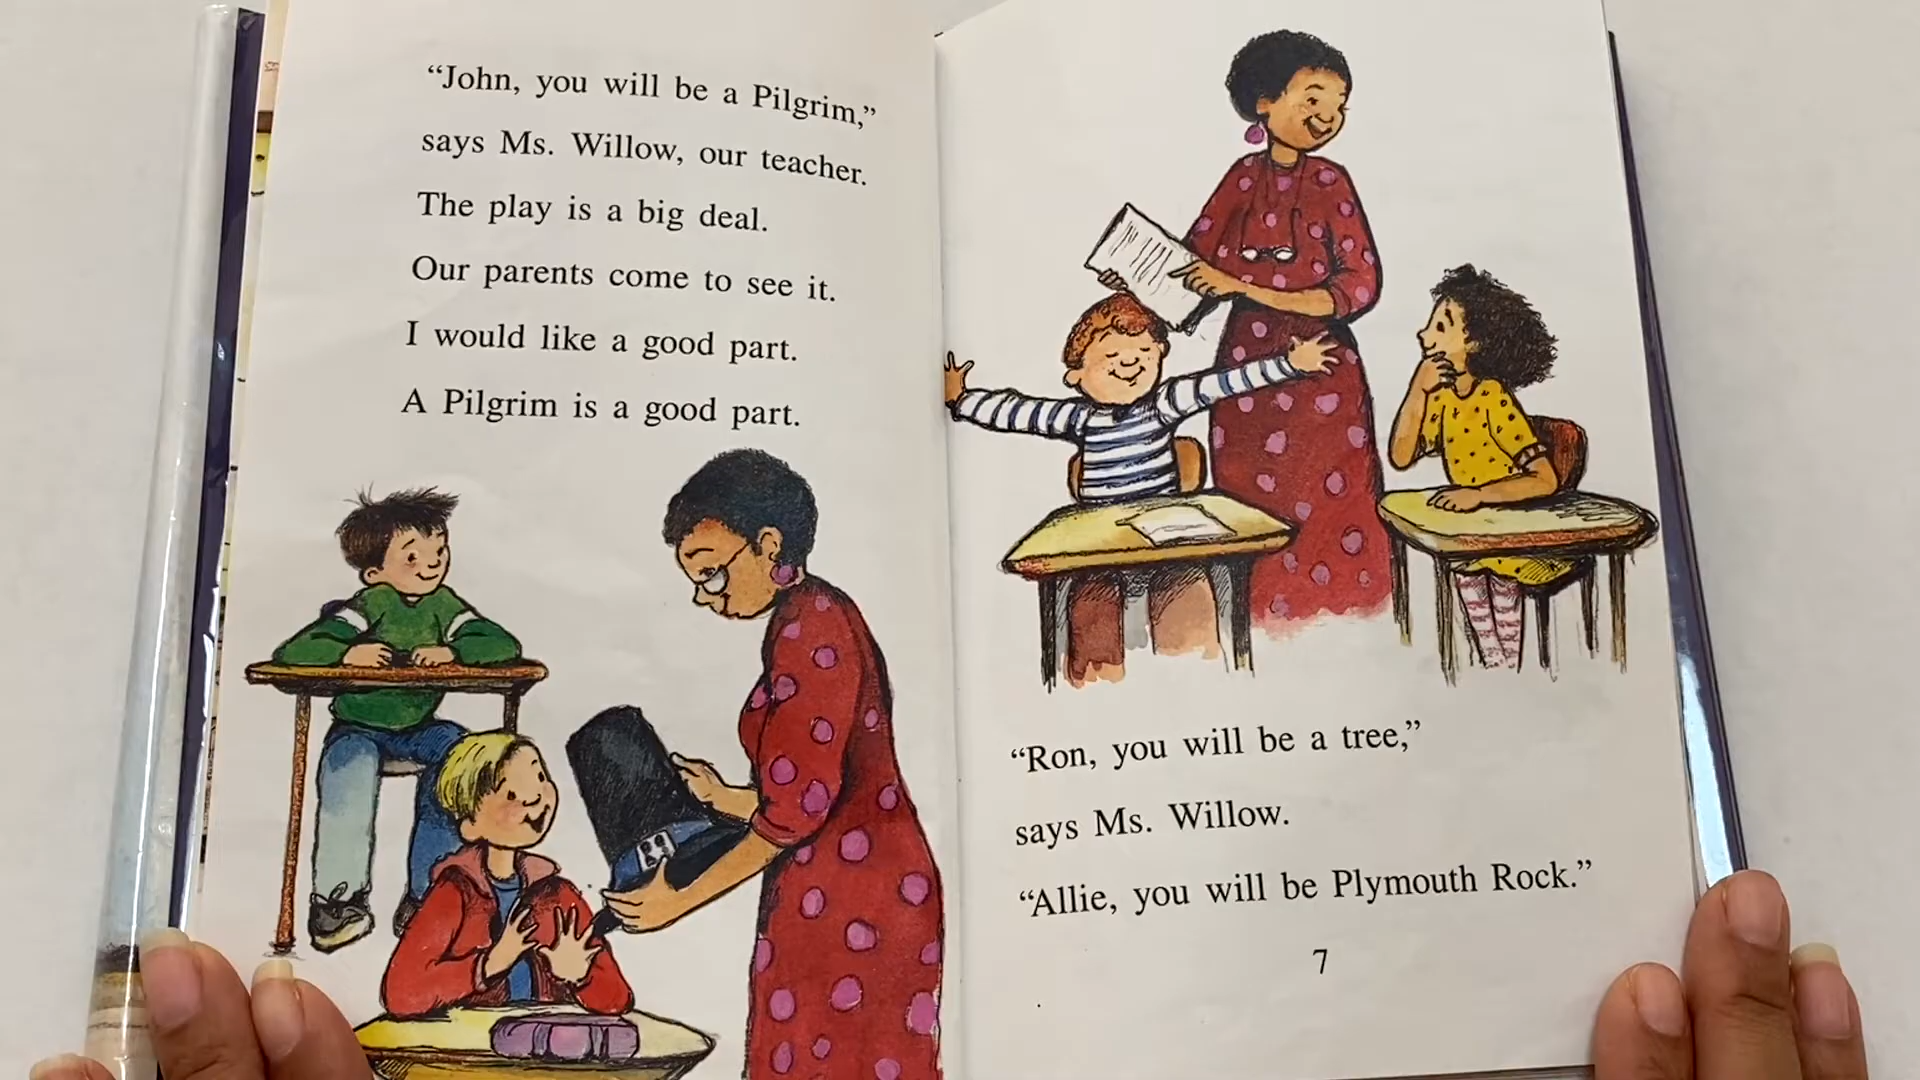 “John, you will be a Pilgrim,”
says Ms. Willow, our teacher.
The play is a big deal.
Our parents come to see it.
I would like a good part.
A Pilgrim is a good part.
“Ron, you will be a tree,”
says Ms. Willow.
“Allie, you will be Plymouth Rock.”
7